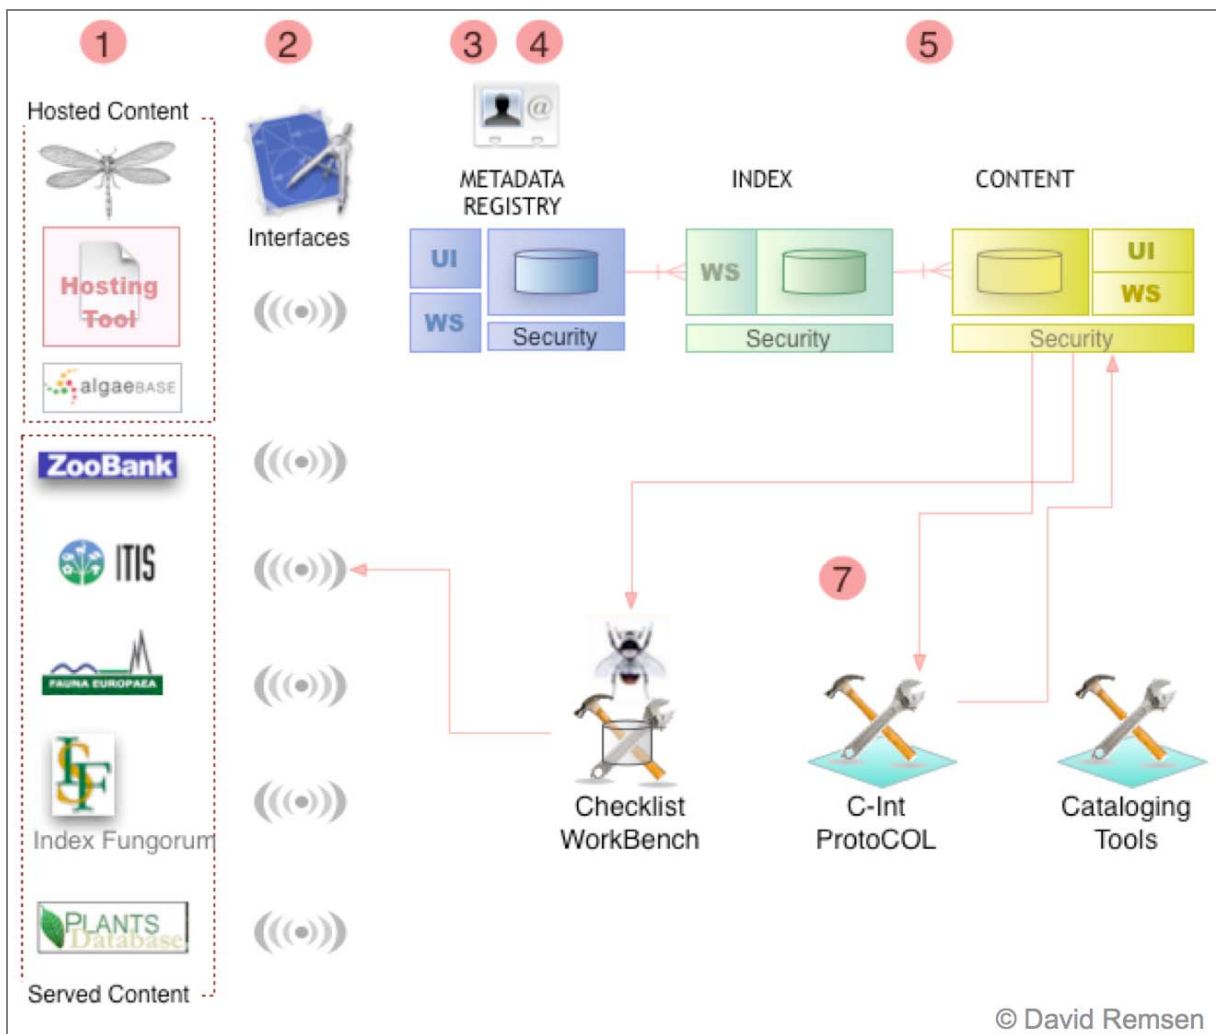 1
2
3
4
5
Hosted Content
@
METADATA
REGISTRY
INDEX
CONTENT
Interfaces
Hosting
Tool
UI
WS
Security
WS
Security
UI
WS
Security
algaeBASE
ZooBank
ITIS
7
FAUNA EUROPAEA
ISF
Index Fungorum
Checklist
WorkBench
C-Int
ProtoCOL
Cataloging
Tools
PLANTS
Database
Served Content
© David Remsen